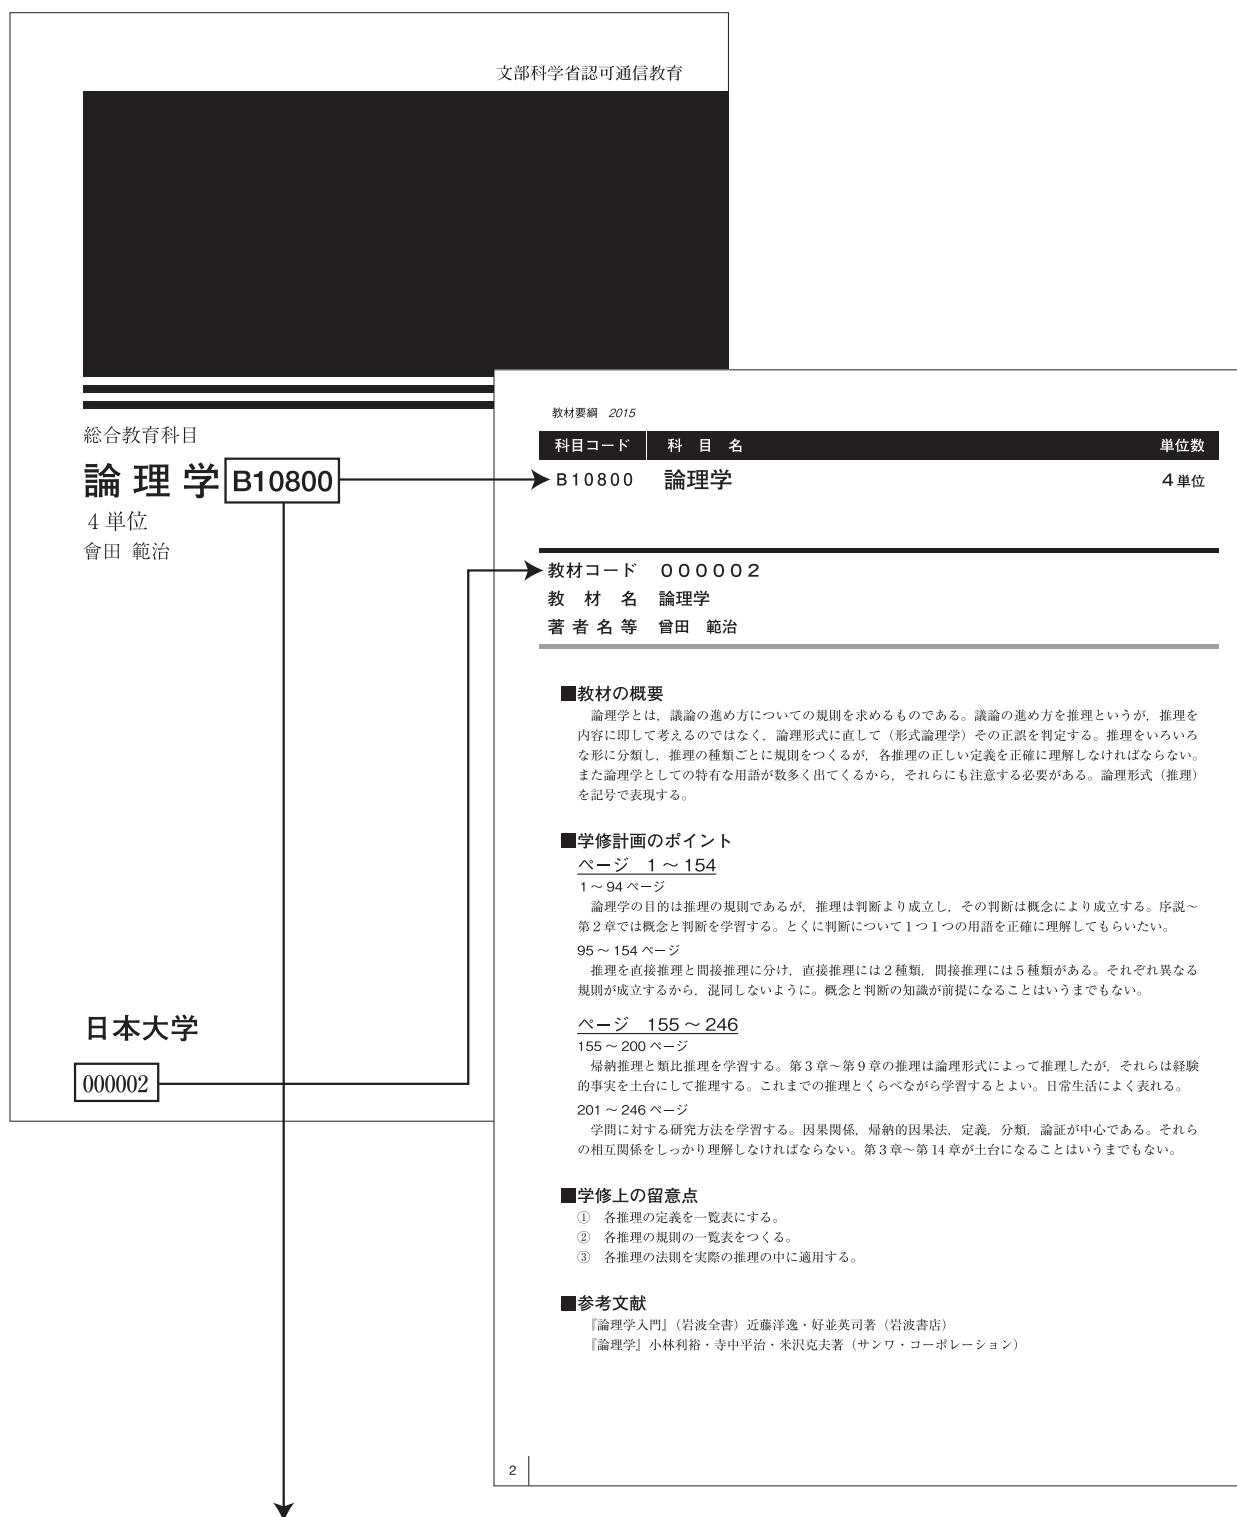 文部科学省認可通信教育
総合教育科目
論理学 B10800
4単位
會田 範治
日本大学
000002
教材要綱 2015
科目コード 科目名 単位数
B10800 論理学 4単位
教材コード 000002
教材名 論理学
著者名等 曾田 範治
■教材の概要
論理学とは，議論の進め方についての規則を求めるものである。議論の進め方を推理というが，推理を
内容に即して考えるのではなく，論理形式に直して（形式論理学）その正誤を判定する。推理をいろいろ
な形に分類し，推理の種類ごとに規則をつくるが，各推理の正しい定義を正確に理解しなければならない。
また論理学としての特有な用語が数多く出てくるから，それらにも注意する必要がある。論理形式（推理）
を記号で表現する。
■学修計画のポイント
ページ 1～154
1～94ページ
論理学の目的は推理の規則であるが，推理は判断より成立し，その判断は概念により成立する。序説～
第2章では概念と判断を学習する。とくに判断について1つ1つの用語を正確に理解してもらいたい。
95～154ページ
推理を直接推理と間接推理に分け，直接推理には2種類，間接推理には5種類がある。それぞれ異なる
規則が成立するから，混同しないように。概念と判断の知識が前提になることはいうまでもない。
ページ 155～246
155～200ページ
帰納推理と類比推理を学習する。第3章～第9章の推理は論理形式によって推理したが，それらは経験
的事実を土台にして推理する。これまでの推理とくらべながら学習するとよい。日常生活によく表れる。
201～246ページ
学問に対する研究方法を学習する。因果関係，帰納的因果法，定義，分類，論証が中心である。それら
の相互関係をしっかり理解しなければならない。第3章～第14章が土台になることはいうまでもない。
■学修上の留意点
① 各推理の定義を一覧表にする。
② 各推理の規則の一覧表をつくる。
③ 各推理の法則を実際の推理の中に適用する。
■参考文献
『論理学入門』（岩波全書）近藤洋逸・好並英司著（岩波書店）
『論理学』小林利裕・寺中平治・米沢克夫著（サンワ・コーポレーション）
2